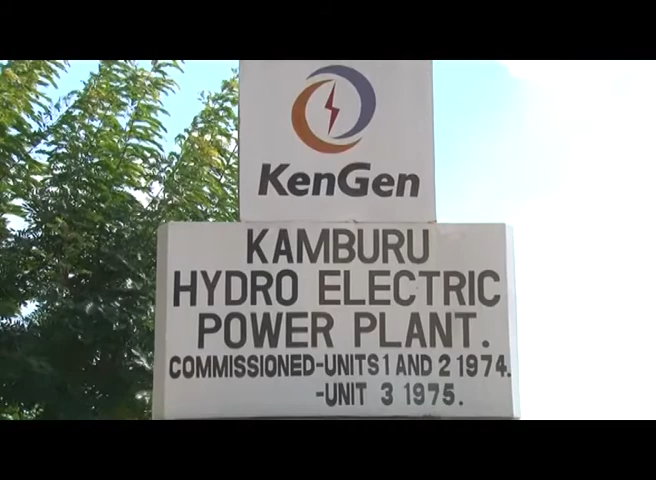 KenGen
KAMBURU
HYDRO ELECTRIC
POWER PLANT.
COMMISSIONED-UNITS 1 AND 2 1974.
-UNIT 3 1975.